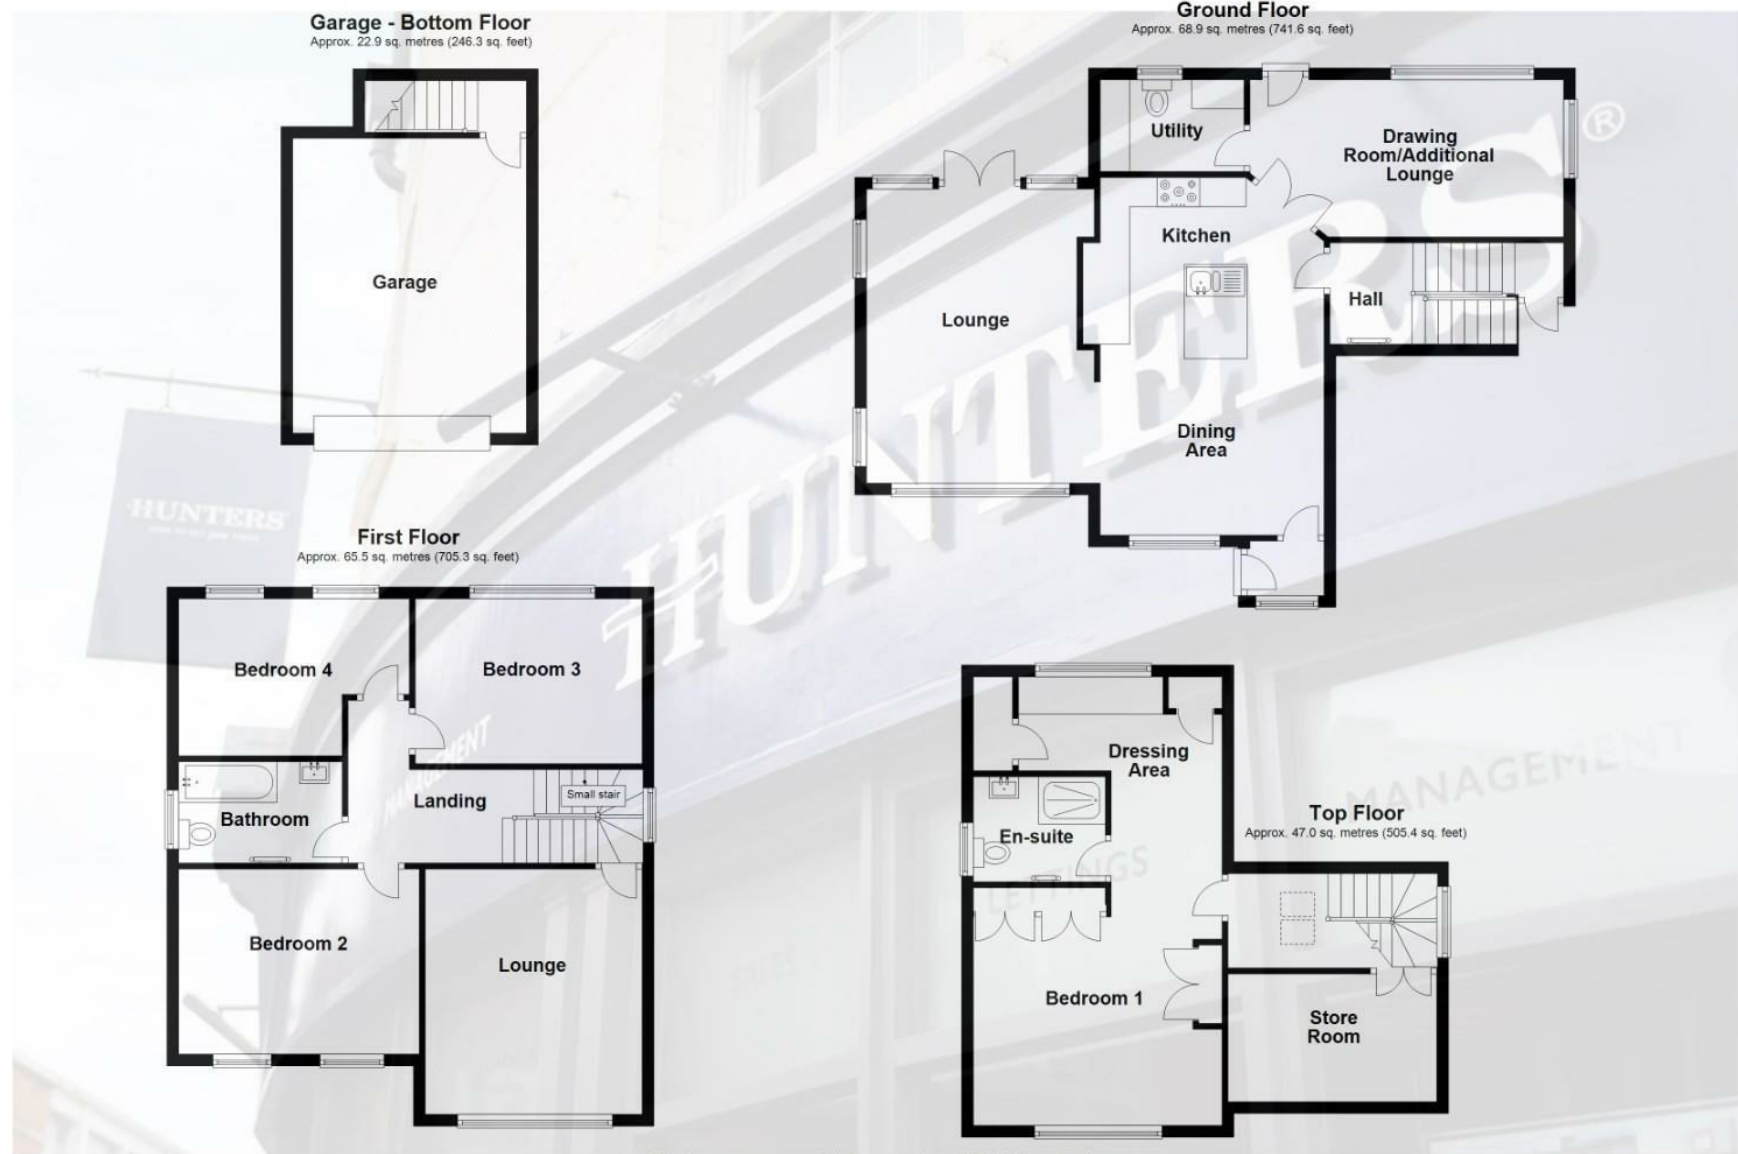 Garage - Bottom Floor
Approx. 22.9 sq. metres (246.3 sq. feet)
Garage
Ground Floor
Approx. 68.9 sq. metres (741.6 sq. feet)
Utility
Drawing
Room/Additional
Lounge
Kitchen
Hall
Lounge
Dining
Area
HUNTERS®
HUNTERS
First Floor
Approx. 65.5 sq. metres (705.3 sq. feet)
Bedroom 4
Bedroom 3
Landing
Small stair
Bathroom
Bedroom 2
Lounge
MANAGEMENT
Dressing
Area
En-suite
Bedroom 1
Top Floor
Approx. 47.0 sq. metres (505.4 sq. feet)
Store
Room
MANAGEMENT
LETTINGS